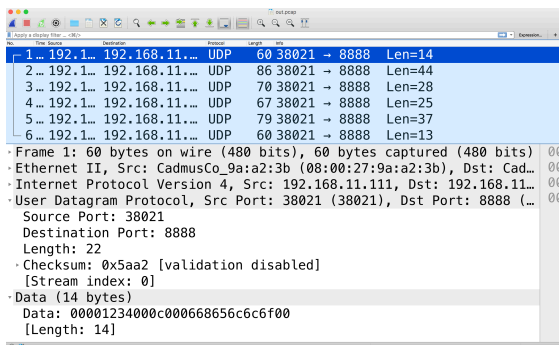 out.pcap
Apply a display filter ... <⌘/>
Expression... +
No. Time Source Destination Protocol Length Info
1 ... 192.1... 192.168.11.... UDP 60 38021 → 8888 Len=14
2 ... 192.1... 192.168.11.... UDP 86 38021 → 8888 Len=44
3 ... 192.1... 192.168.11.... UDP 70 38021 → 8888 Len=28
4 ... 192.1... 192.168.11.... UDP 67 38021 → 8888 Len=25
5 ... 192.1... 192.168.11.... UDP 79 38021 → 8888 Len=37
6 ... 192.1... 192.168.11.... UDP 60 38021 → 8888 Len=13
Frame 1: 60 bytes on wire (480 bits), 60 bytes captured (480 bits)
Ethernet II, Src: CadmusCo_9a:a2:3b (08:00:27:9a:a2:3b), Dst: Cad...
Internet Protocol Version 4, Src: 192.168.11.111, Dst: 192.168.11...
User Datagram Protocol, Src Port: 38021 (38021), Dst Port: 8888 (...
Source Port: 38021
Destination Port: 8888
Length: 22
Checksum: 0x5aa2 [validation disabled]
[Stream index: 0]
Data (14 bytes)
Data: 00001234000c000668656c6c6f00
[Length: 14]